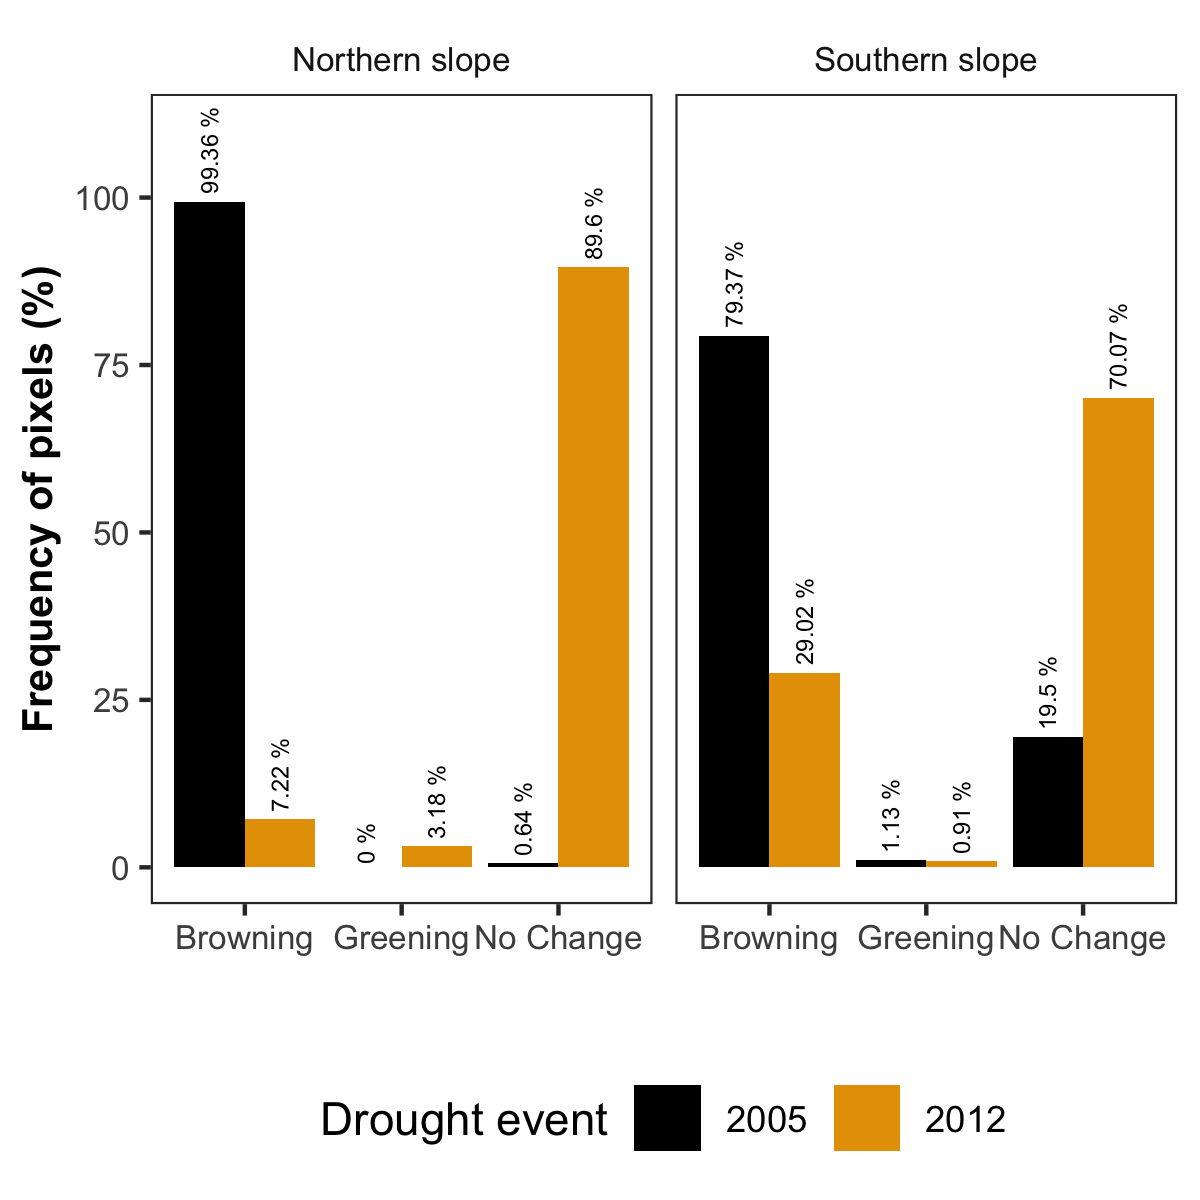 Northern slope
Southern slope
Frequency of pixels (%)
100
75
50
25
0
99.36 %
7.22 %
0 %
3.18 %
0.64 %
89.6 %
79.37 %
29.02 %
1.13 %
0.91 %
19.5 %
70.07 %
Browning Greening No Change
Browning Greening No Change
Drought event 2005 2012